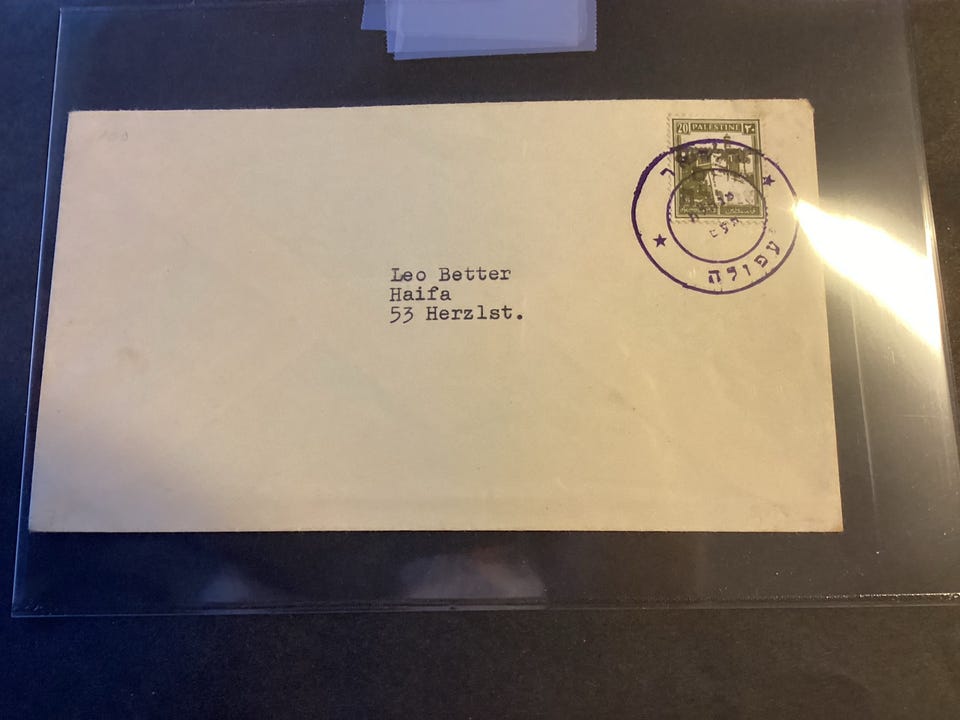 20 PALESTINE ٢٠
עפולה
Leo Better
Haifa
53 Herzlst.